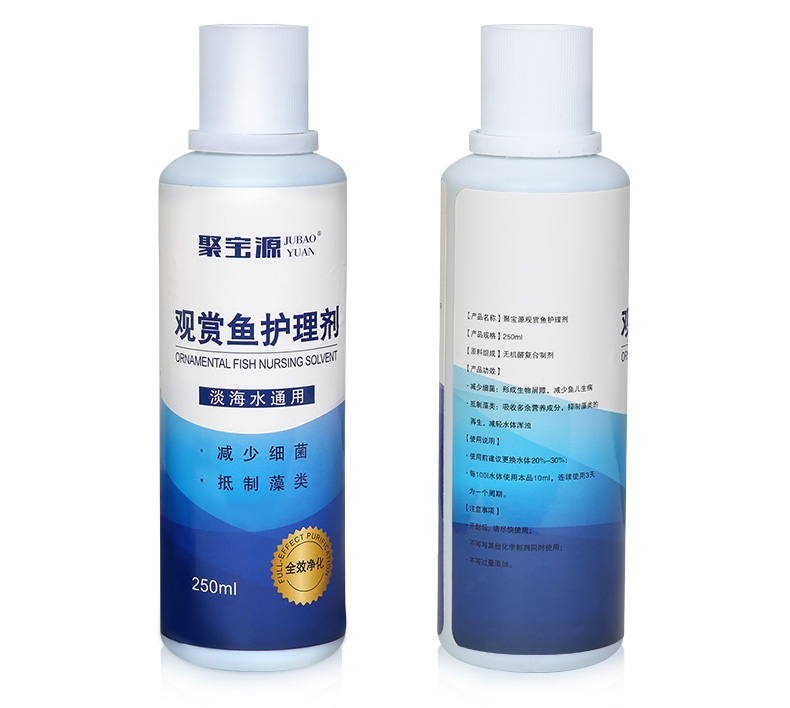 聚宝源 JUBAO YUAN®
观赏鱼护理剂
ORNAMENTAL FISH NURSING SOLVENT
淡海水通用
· 减少细菌
· 抵制藻类
FULL-EFFECT PURIFICATION
全效净化
250ml
【产品名称】聚宝源观赏鱼护理剂
【产品规格】250ml
【原料组成】无机醚复合制剂
【产品功效】
· 减少细菌：形成生物屏障，减少鱼儿生病
· 抵制藻类：吸收多余营养成分，抑制藻类的
再生，减轻水体浑浊
【使用说明】
· 使用前建议更换水体20%-30%；
· 每100l水体使用本品10ml，连续使用3天
为一个周期。
【注意事项】
· 开封后，请尽快使用；
· 不可与其他化学制剂同时使用；
· 不可过量添加。